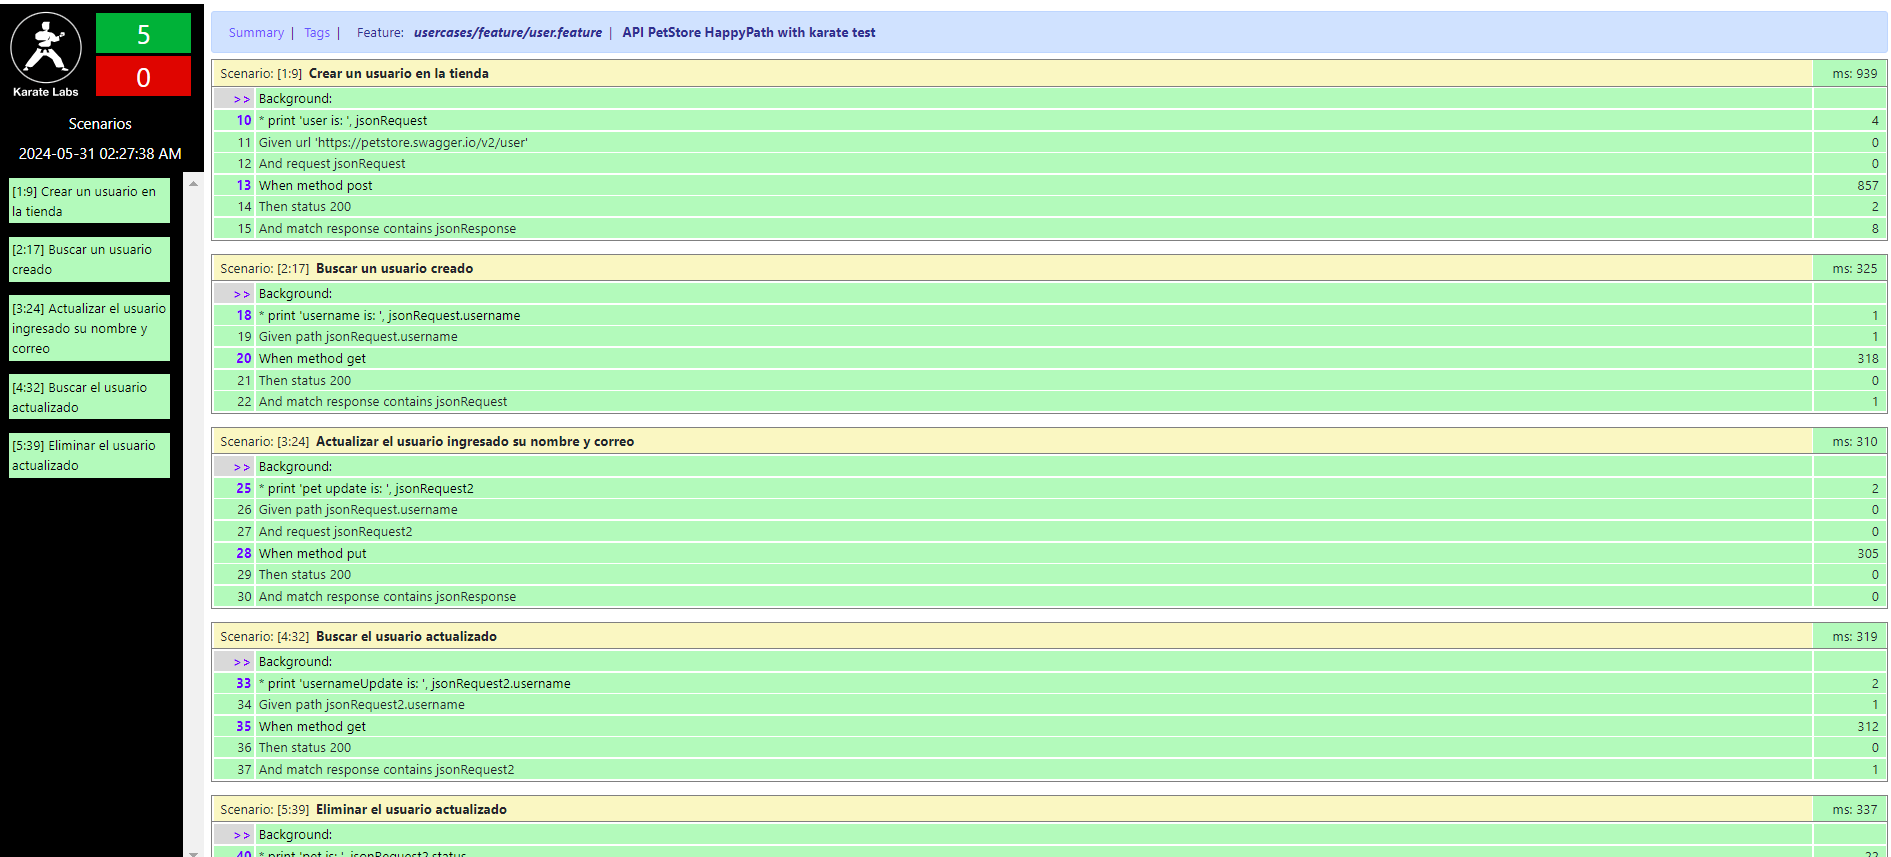 5
0
Karate Labs
Scenarios
2024-05-31 02:27:38 AM
[1:9] Crear un usuario en
la tienda
[2:17] Buscar un usuario
creado
[3:24] Actualizar el usuario
ingresado su nombre y
correo
[4:32] Buscar el usuario
actualizado
[5:39] Eliminar el usuario
actualizado
Summary | Tags | Feature: usercases/feature/user.feature | API PetStore HappyPath with karate test
Scenario: [1:9] Crear un usuario en la tienda ms: 939
>> Background:
10 * print 'user is: ', jsonRequest 4
11 Given url 'https://petstore.swagger.io/v2/user' 0
12 And request jsonRequest 0
13 When method post 857
14 Then status 200 2
15 And match response contains jsonResponse 8
Scenario: [2:17] Buscar un usuario creado ms: 325
>> Background:
18 * print 'username is: ', jsonRequest.username 1
19 Given path jsonRequest.username 1
20 When method get 318
21 Then status 200 0
22 And match response contains jsonRequest 1
Scenario: [3:24] Actualizar el usuario ingresado su nombre y correo ms: 310
>> Background:
25 * print 'pet update is: ', jsonRequest2 2
26 Given path jsonRequest.username 0
27 And request jsonRequest2 0
28 When method put 305
29 Then status 200 0
30 And match response contains jsonResponse 0
Scenario: [4:32] Buscar el usuario actualizado ms: 319
>> Background:
33 * print 'usernameUpdate is: ', jsonRequest2.username 2
34 Given path jsonRequest2.username 1
35 When method get 312
36 Then status 200 0
37 And match response contains jsonRequest2 1
Scenario: [5:39] Eliminar el usuario actualizado ms: 337
>> Background:
40 * print 'pet is: ', jsonRequest2.status 22